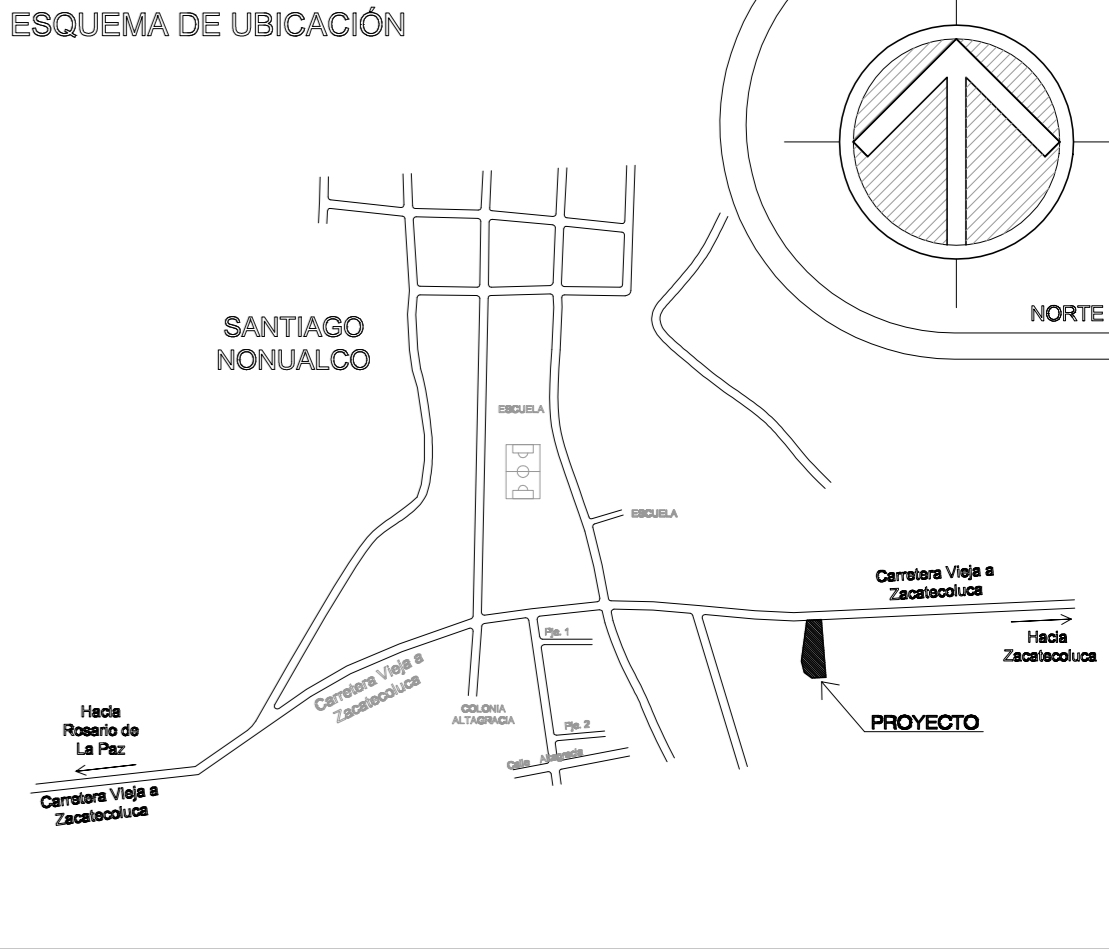 ESQUEMA DE UBICACIÓN
NORTE
SANTIAGO
NONUALCO
ESCUELA
ESCUELA
Carretera Vieja a
Zacatecoluca
Hacia
Zacatecoluca
Pje. 1
Carretera Vieja a
Zacatecoluca
COLONIA
ALTAGRACIA
Pje. 2
PROYECTO
Hacia
Rosario de
La Paz
Calle Altagracia
Carretera Vieja a
Zacatecoluca